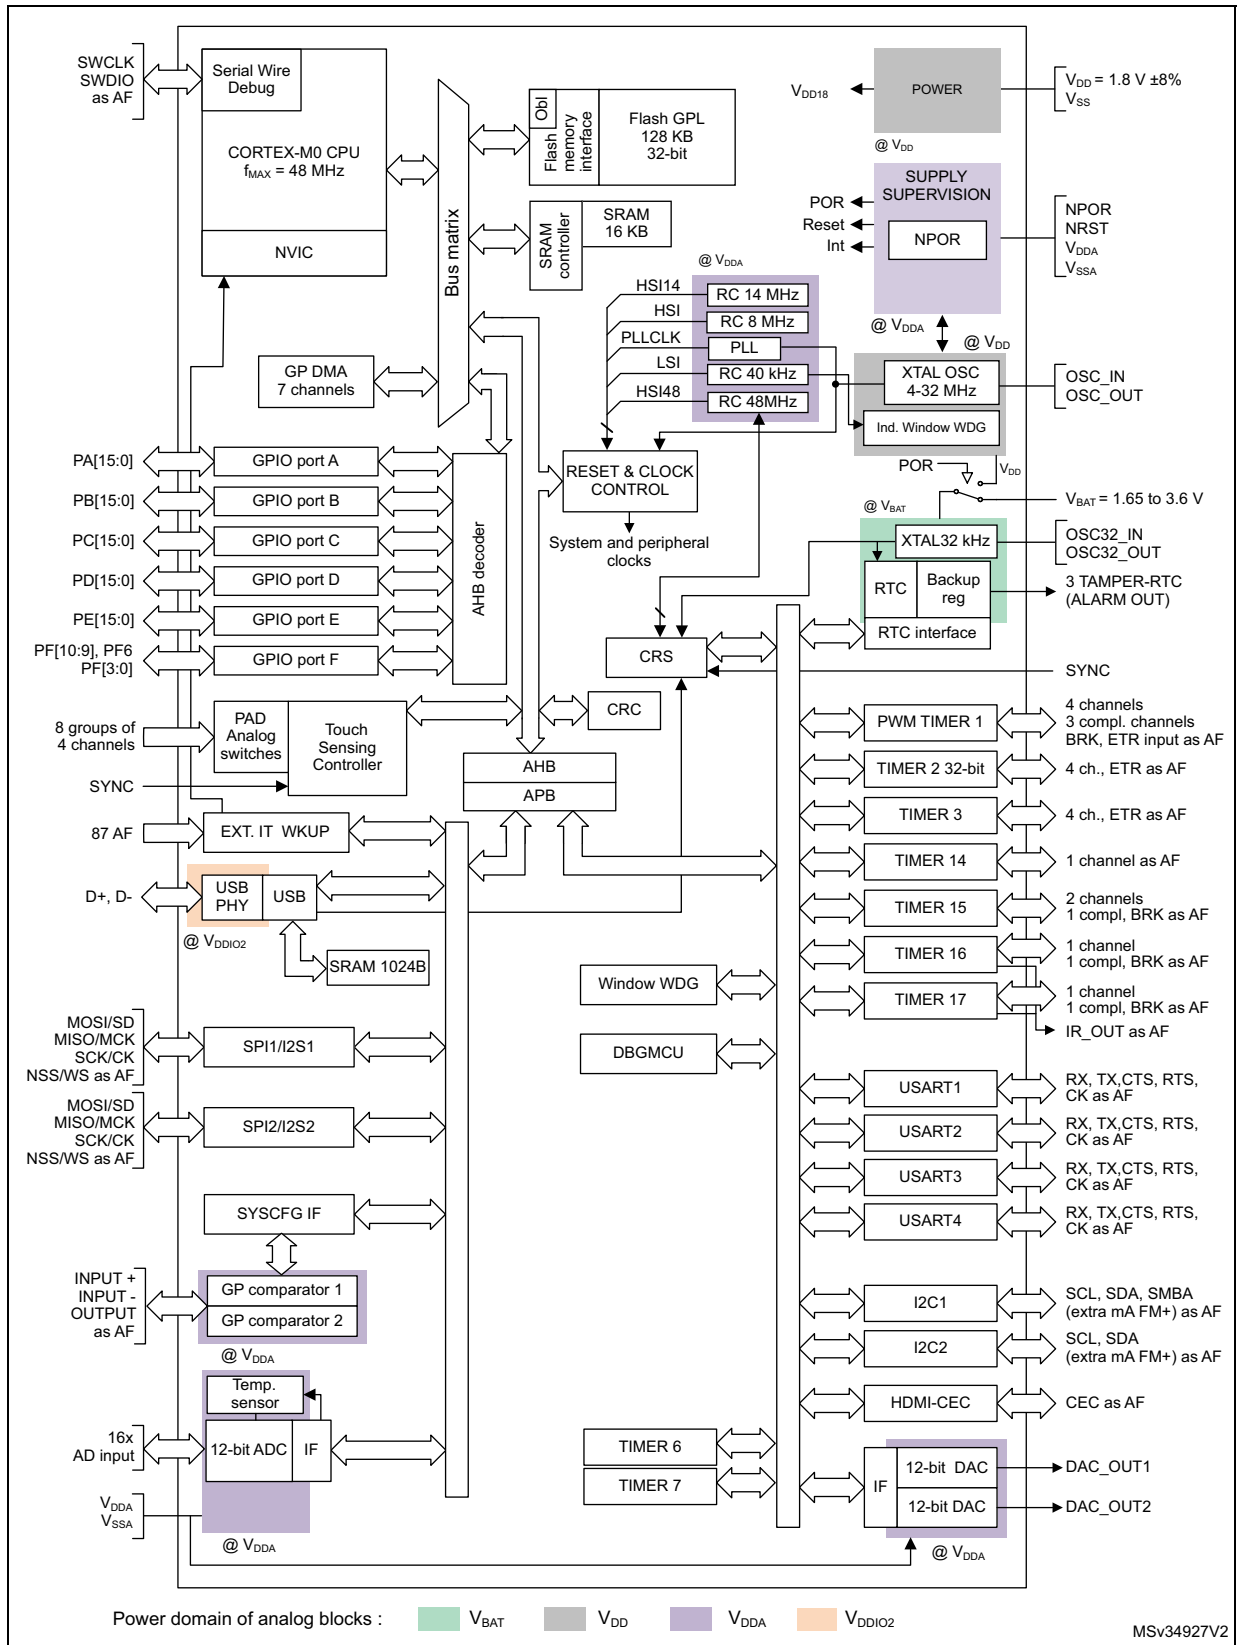 SWCLK
SWDIO
as AF
Serial Wire
Debug
CORTEX-M0 CPU
fMAX = 48 MHz
NVIC
Bus matrix
Obl
Flash
memory
interface
Flash GPL
128 KB
32-bit
SRAM
controller
SRAM
16 KB
VDD18
POWER
VDD = 1.8 V ±8%
VSS
@ VDD
SUPPLY
SUPERVISION
NPOR
POR
Reset
Int
NPOR
NRST
VDDA
VSSA
@ VDDA
@ VDDA
@ VDD
HSI14
HSI
PLLCLK
LSI
HSI48
RC 14 MHz
RC 8 MHz
PLL
RC 40 kHz
RC 48MHz
XTAL OSC
4-32 MHz
Ind. Window WDG
OSC_IN
OSC_OUT
GP DMA
7 channels
RESET & CLOCK
CONTROL
System and peripheral
clocks
POR
VDD
VBAT = 1.65 to 3.6 V
@ VBAT
XTAL32 kHz
OSC32_IN
OSC32_OUT
RTC
Backup
reg
RTC interface
3 TAMPER-RTC
(ALARM OUT)
PA[15:0]
GPIO port A
PB[15:0]
GPIO port B
PC[15:0]
GPIO port C
PD[15:0]
GPIO port D
PE[15:0]
GPIO port E
PF[10:9], PF6
PF[3:0]
GPIO port F
AHB decoder
CRS
SYNC
8 groups of
4 channels
PAD
Analog
switches
Touch
Sensing
Controller
SYNC
CRC
AHB
APB
87 AF
EXT. IT WKUP
D+, D-
USB
PHY
USB
@ VDDIO2
SRAM 1024B
PWM TIMER 1
4 channels
3 compl. channels
BRK, ETR input as AF
TIMER 2 32-bit
4 ch., ETR as AF
TIMER 3
4 ch., ETR as AF
TIMER 14
1 channel as AF
TIMER 15
2 channels
1 compl, BRK as AF
TIMER 16
1 channel
1 compl, BRK as AF
TIMER 17
1 channel
1 compl, BRK as AF
IR_OUT as AF
Window WDG
DBGMCU
MOSI/SD
MISO/MCK
SCK/CK
NSS/WS as AF
SPI1/I2S1
MOSI/SD
MISO/MCK
SCK/CK
NSS/WS as AF
SPI2/I2S2
USART1
RX, TX,CTS, RTS,
CK as AF
USART2
RX, TX,CTS, RTS,
CK as AF
USART3
RX, TX,CTS, RTS,
CK as AF
USART4
RX, TX,CTS, RTS,
CK as AF
SYSCFG IF
INPUT +
INPUT -
OUTPUT
as AF
GP comparator 1
GP comparator 2
@ VDDA
I2C1
SCL, SDA, SMBA
(extra mA FM+) as AF
I2C2
SCL, SDA
(extra mA FM+) as AF
HDMI-CEC
CEC as AF
Temp.
sensor
16x
AD input
12-bit ADC
IF
VDDA
VSSA
@ VDDA
TIMER 6
TIMER 7
IF
12-bit DAC
12-bit DAC
DAC_OUT1
DAC_OUT2
@ VDDA
Power domain of analog blocks :
VBAT
VDD
VDDA
VDDIO2
MSv34927V2